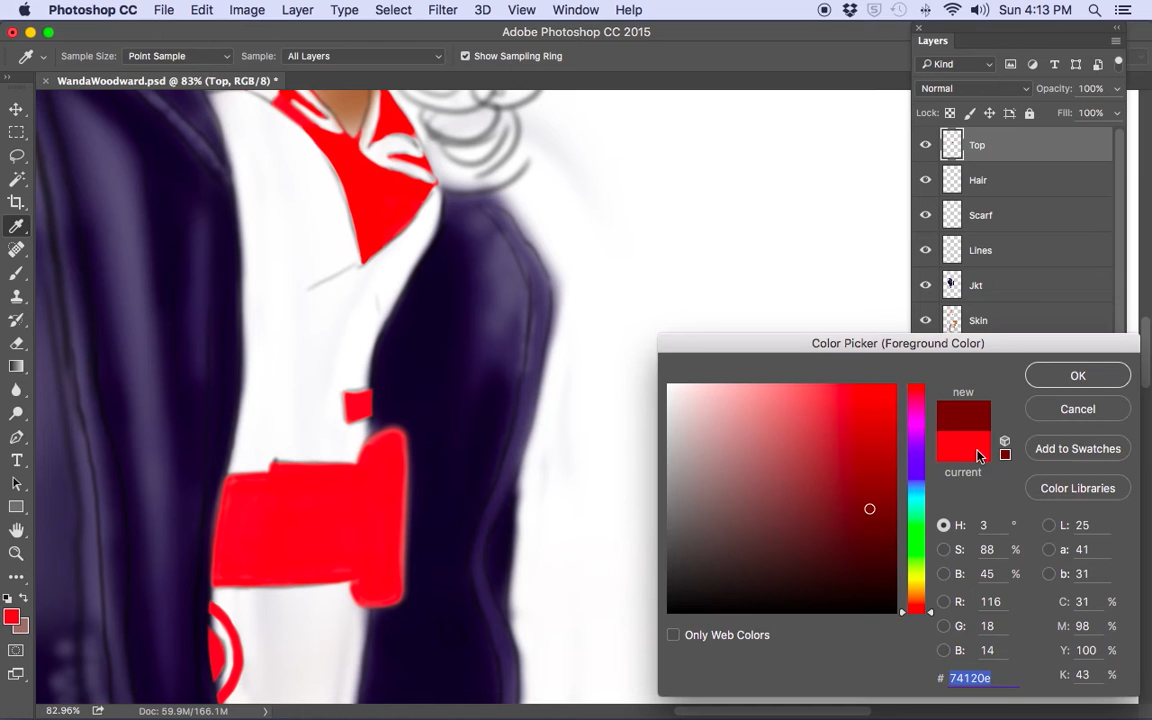 Photoshop CC File Edit Image Layer Type Select Filter 3D View Window Help Sun 4:13 PM
Adobe Photoshop CC 2015
Sample Size: Point Sample Sample: All Layers Show Sampling Ring
WandaWoodward.psd @ 83% (Top, RGB/8) *
Layers
Kind
Normal Opacity: 100%
Lock: Fill: 100%
Top
Hair
Scarf
Lines
Jkt
Skin
Color Picker (Foreground Color)
new
current
OK
Cancel
Add to Swatches
Color Libraries
H: 3 ° L: 25
S: 88 % a: 41
B: 45 % b: 31
R: 116 C: 31 %
G: 18 M: 98 %
B: 14 Y: 100 %
# 74120e K: 43 %
Only Web Colors
82.96% Doc: 59.9M/166.1M